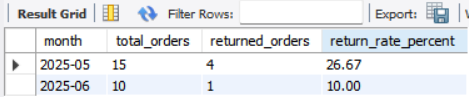 Result Grid Filter Rows: Export:
month total_orders returned_orders return_rate_percent
2025-05 15 4 26.67
2025-06 10 1 10.00